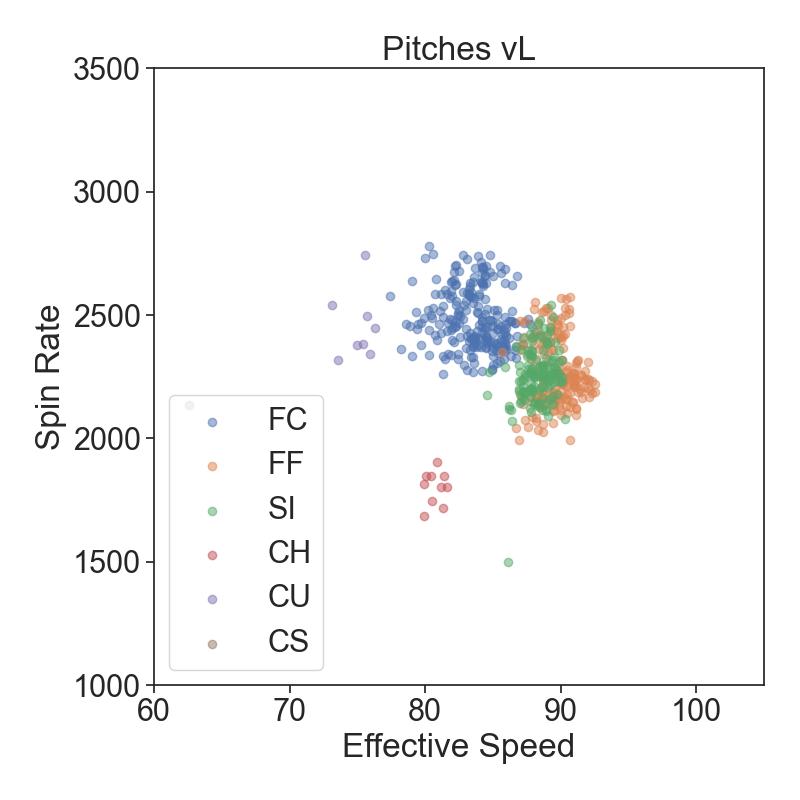 Pitches vL
3500
3000
2500
2000
1500
1000
Spin Rate
FC
FF
SI
CH
CU
CS
60 70 80 90 100
Effective Speed